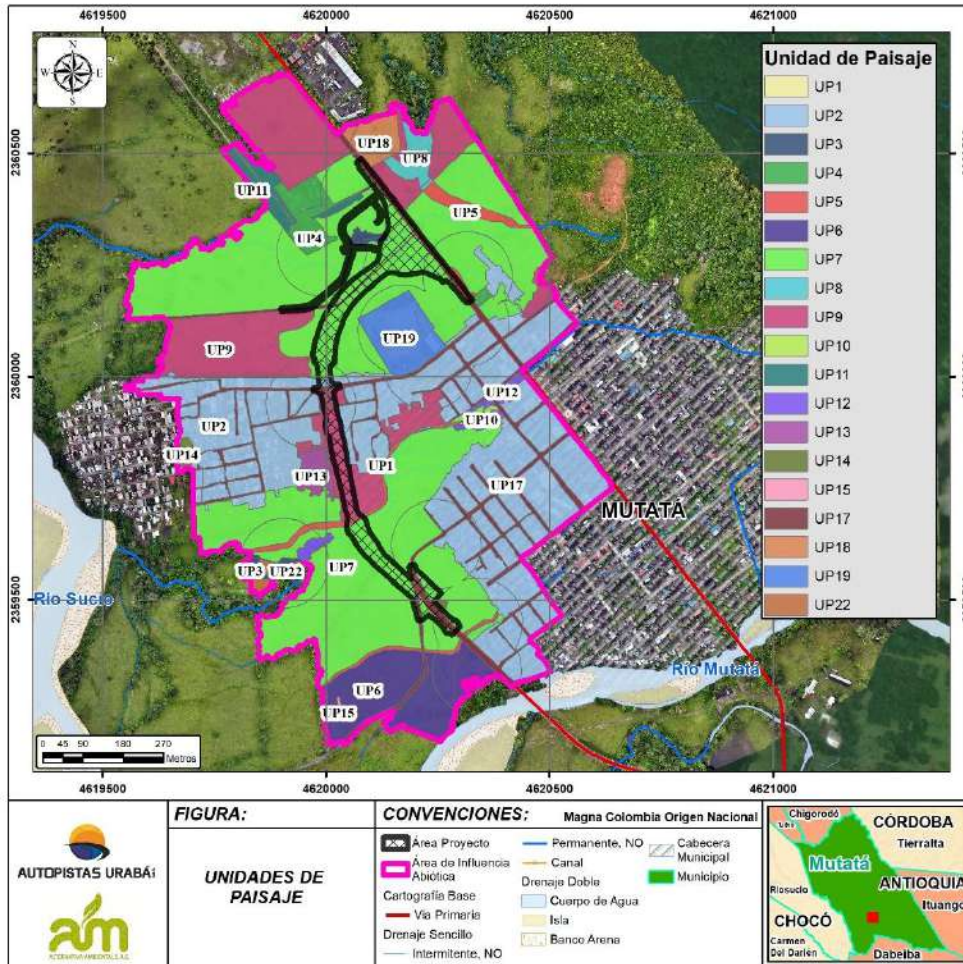 4619500
4620000
4620500
4621000
N
W
E
S
2360500
2360000
2359500
UP18
UP8
UP11
UP5
UP4
UP19
UP9
UP12
UP2
UP10
UP14
UP13
UP1
UP17
MUTATÁ
UP3
UP22
UP7
Río Sucio
Río Mutatá
UP6
UP15
0 45 90 180 270
Metros
Unidad de Paisaje
UP1
UP2
UP3
UP4
UP5
UP6
UP7
UP8
UP9
UP10
UP11
UP12
UP13
UP14
UP15
UP17
UP18
UP19
UP22
4619500
4620000
4620500
4621000
AUTOPISTAS URABÁ
am
FIGURA:
UNIDADES DE
PAISAJE
CONVENCIONES:
Magna Colombia Origen Nacional
Área Proyecto
Área de Influencia
Abiótica
Cartografía Base
Vía Primaria
Drenaje Sencillo
Intermitente, NO
Permanente, NO
Canal
Drenaje Doble
Cuerpo de Agua
Isla
Banco Arena
Cabecera
Municipal
Municipio
Chigorodó
CÓRDOBA
Tierralta
Mutatá
ANTIOQUIA
Ituango
Riosucio
CHOCÓ
Carmen
Del Darién
Dabeiba